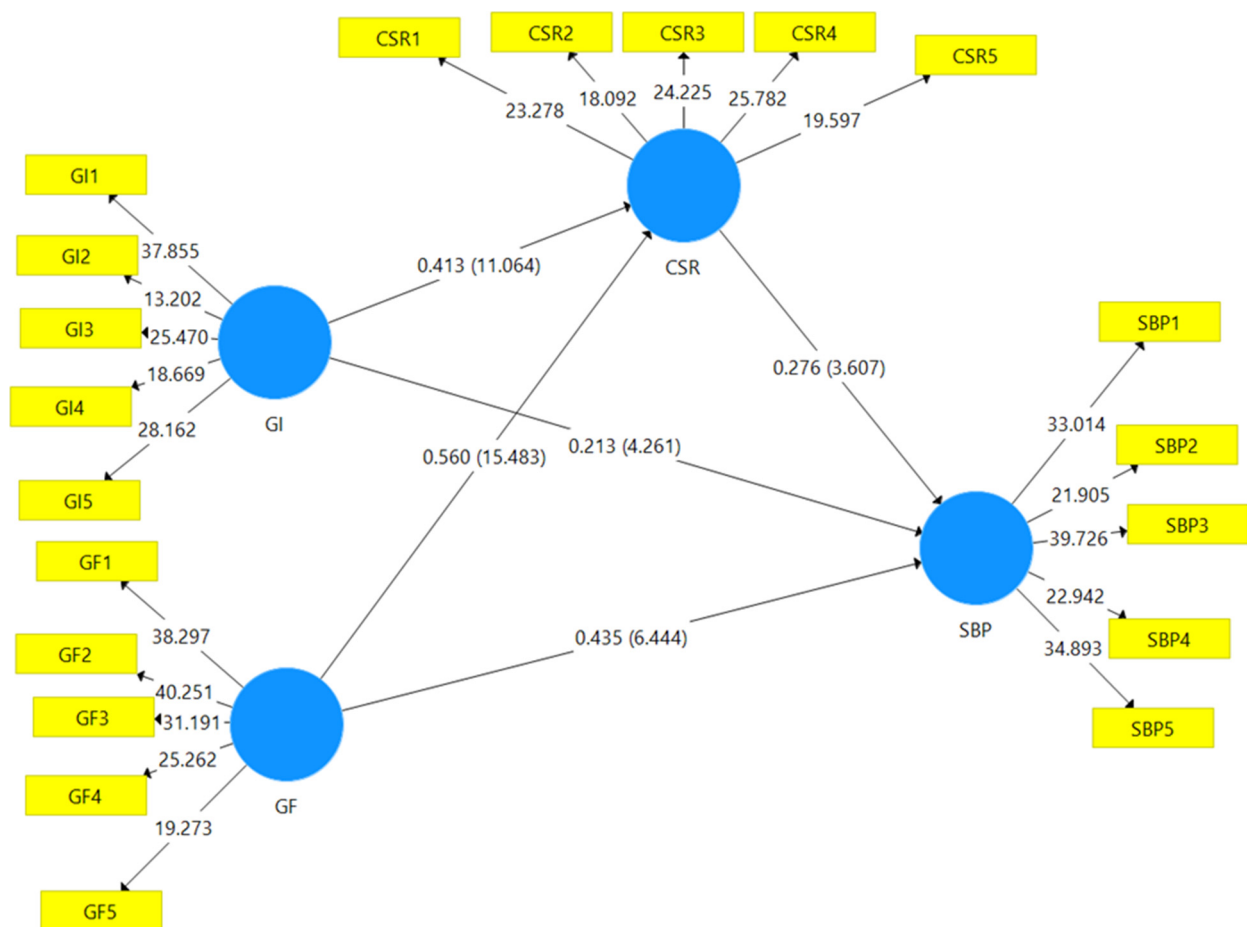 CSR1
CSR2
CSR3
CSR4
CSR5
23.278
18.092
24.225
25.782
19.597
CSR
GI1
GI2
GI3
GI4
GI5
37.855
13.202
25.470
18.669
28.162
GI
0.413 (11.064)
0.276 (3.607)
0.213 (4.261)
0.560 (15.483)
0.435 (6.444)
SBP1
SBP2
SBP3
SBP4
SBP5
33.014
21.905
39.726
22.942
34.893
SBP
GF1
GF2
GF3
GF4
GF5
38.297
40.251
31.191
25.262
19.273
GF